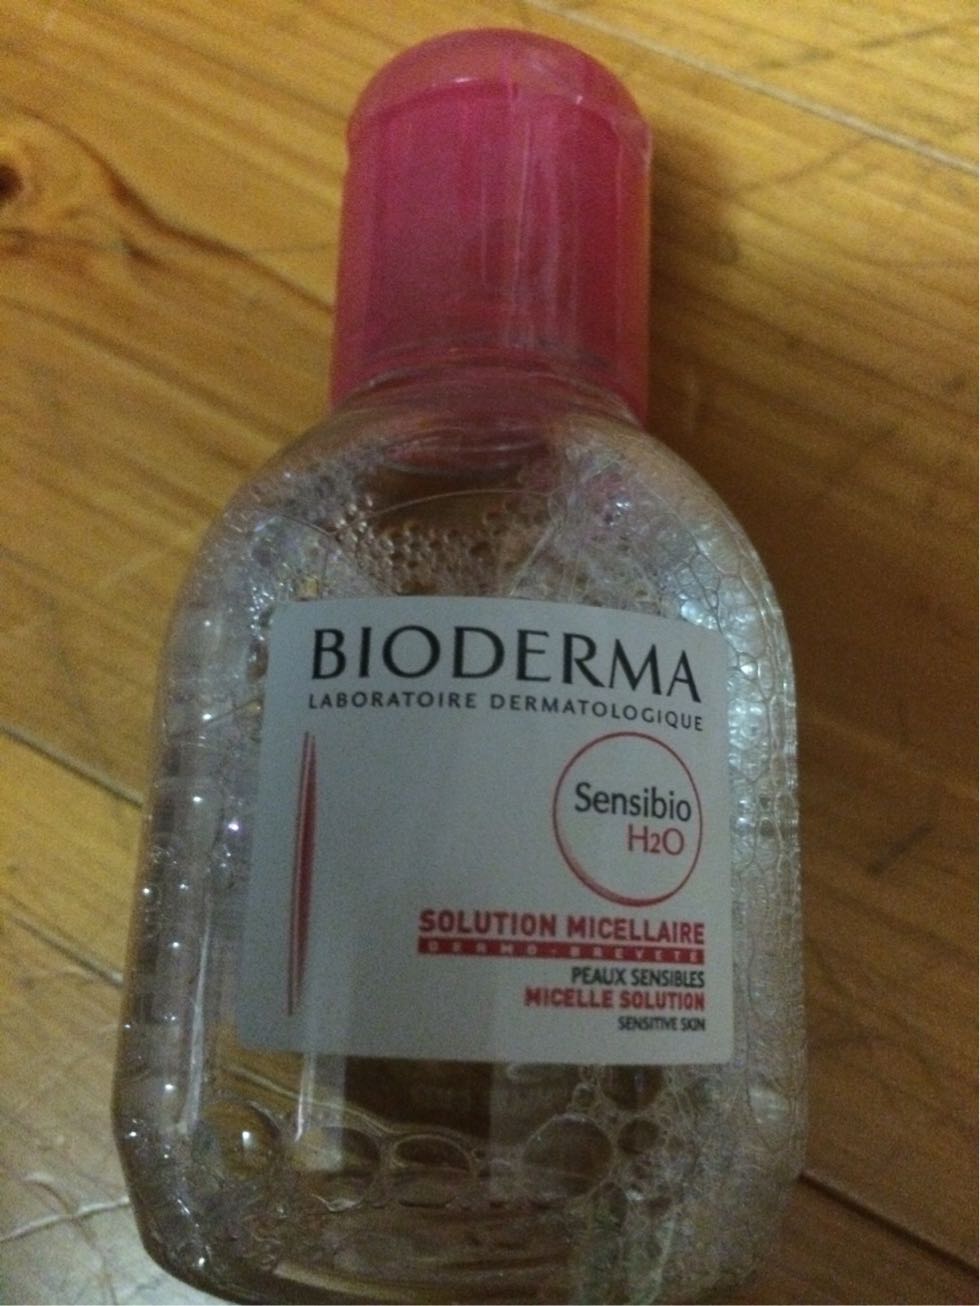 BIODERMA
LABORATOIRE DERMATOLOGIQUE
Sensibio
H2O
SOLUTION MICELLAIRE
DERMO-BREVETÉ
PEAUX SENSIBLES
MICELLE SOLUTION
SENSITIVE SKIN